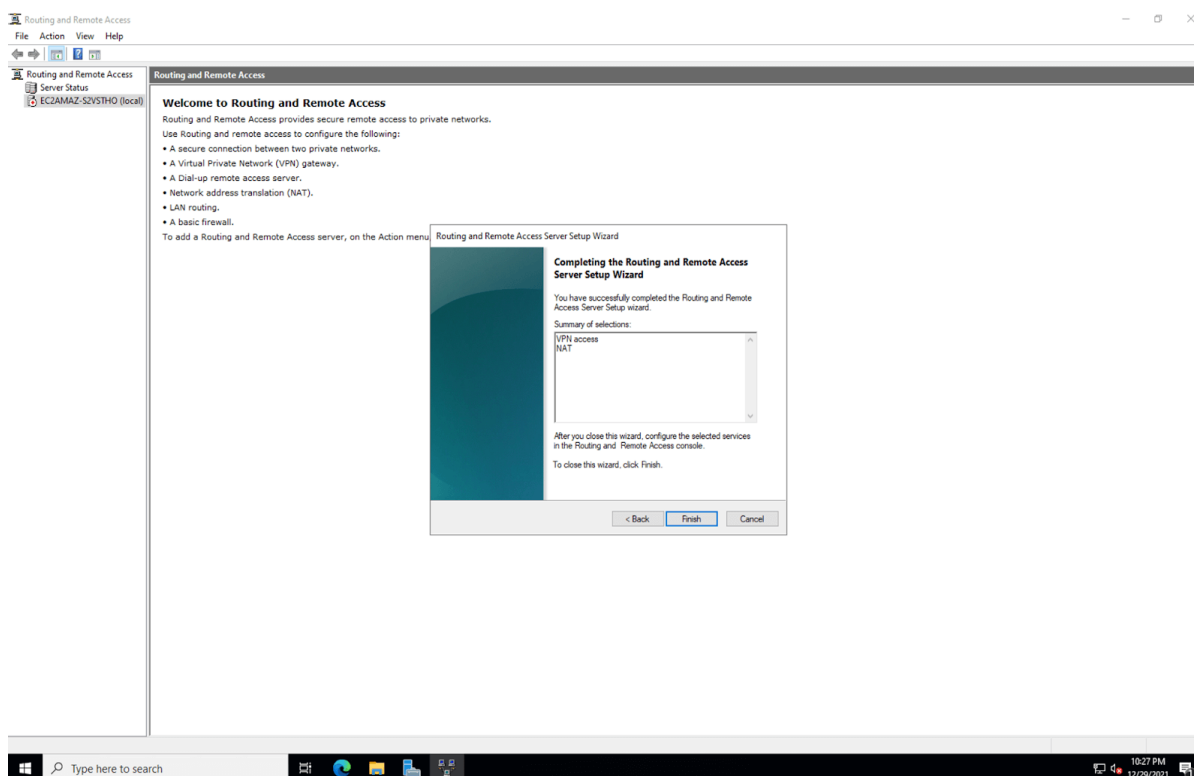 Routing and Remote Access
File Action View Help
Routing and Remote Access
Server Status
EC2AMAZ-S2VSTHO (local)
Routing and Remote Access
Welcome to Routing and Remote Access
Routing and Remote Access provides secure remote access to private networks.
Use Routing and remote access to configure the following:
• A secure connection between two private networks.
• A Virtual Private Network (VPN) gateway.
• A Dial-up remote access server.
• Network address translation (NAT).
• LAN routing.
• A basic firewall.
To add a Routing and Remote Access server, on the Action menu
Routing and Remote Access Server Setup Wizard
Completing the Routing and Remote Access
Server Setup Wizard
You have successfully completed the Routing and Remote
Access Server Setup wizard.
Summary of selections:
VPN access
NAT
After you close this wizard, configure the selected services
in the Routing and Remote Access console.
To close this wizard, click Finish.
< Back Finish Cancel
Type here to search
10:27 PM
12/29/2021